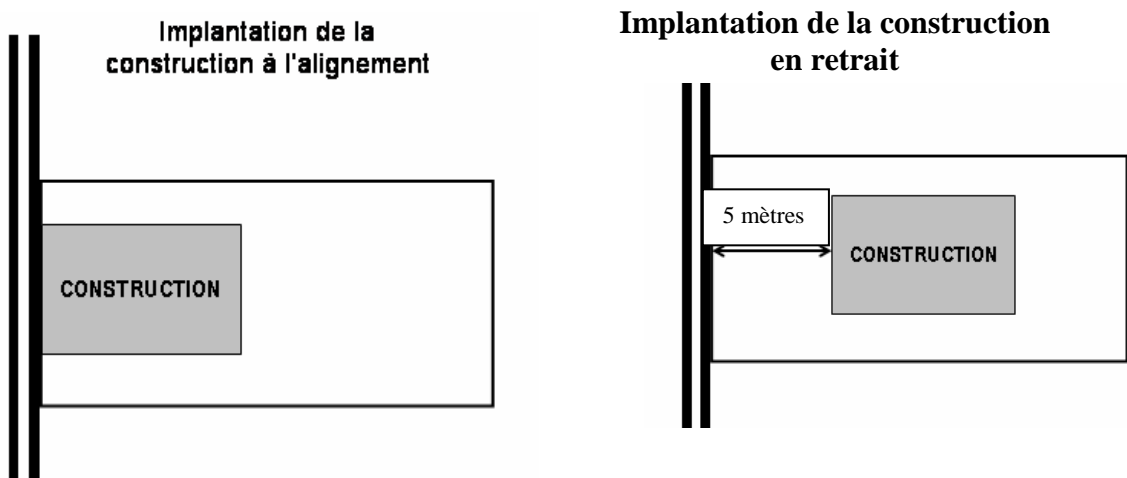 Implantation de la
construction à l'alignement
CONSTRUCTION
Implantation de la construction
en retrait
5 mètres
CONSTRUCTION